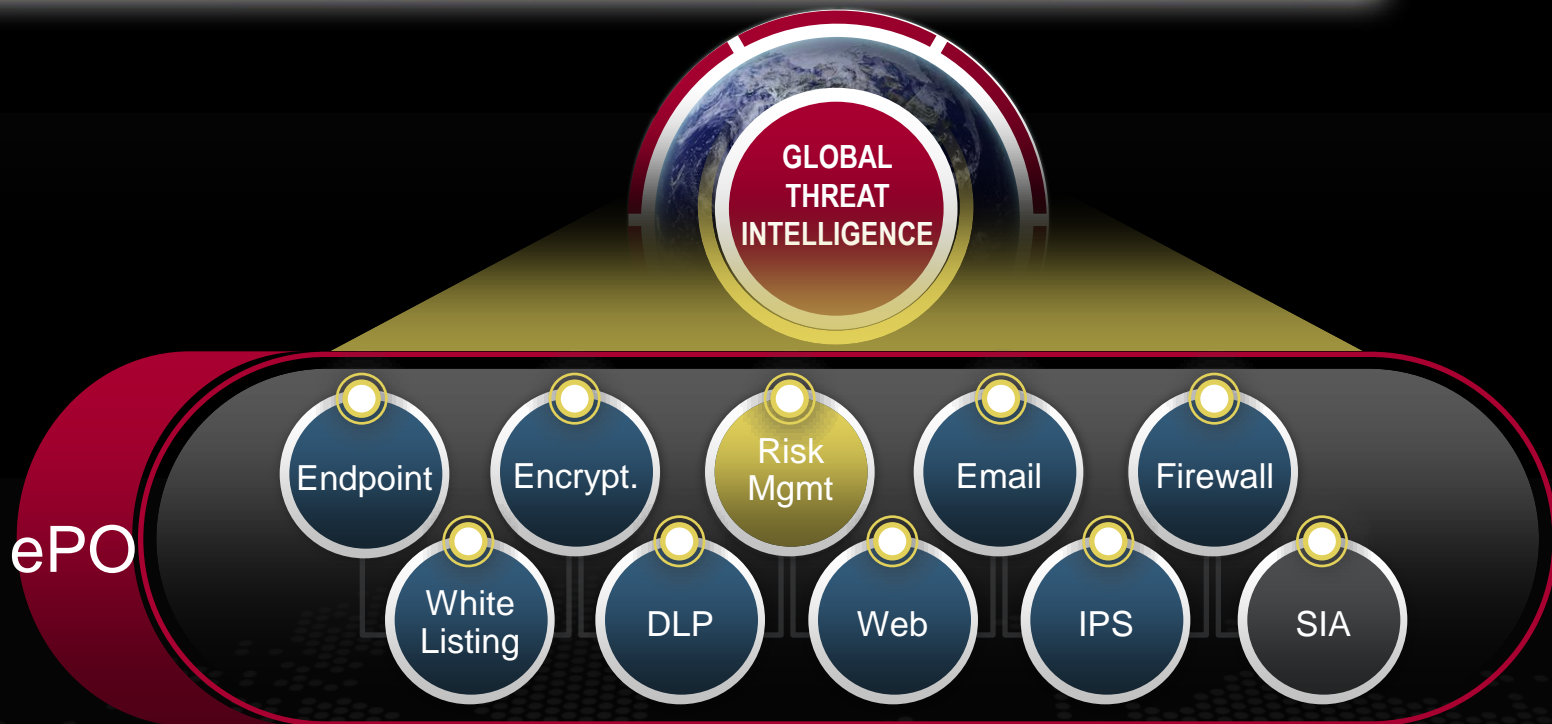 GLOBAL
THREAT
INTELLIGENCE
Endpoint
Encrypt.
Risk
Mgmt
Email
Firewall
ePO
White
Listing
DLP
Web
IPS
SIA